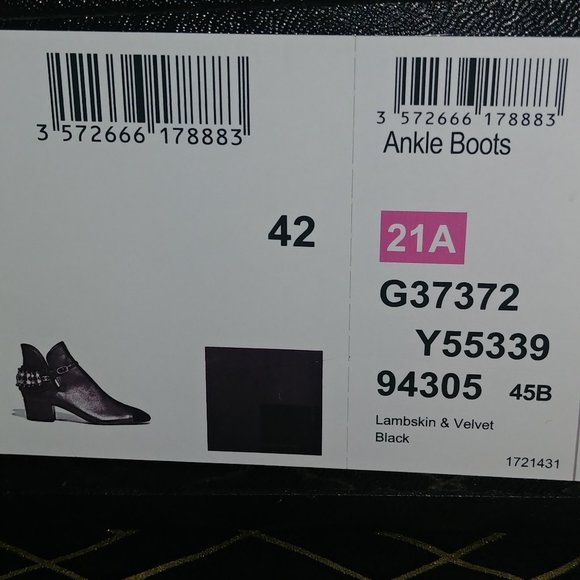 3 572666 178883
42
3 572666 178883
Ankle Boots
21A
G37372
Y55339
94305 45B
Lambskin & Velvet
Black
1721431